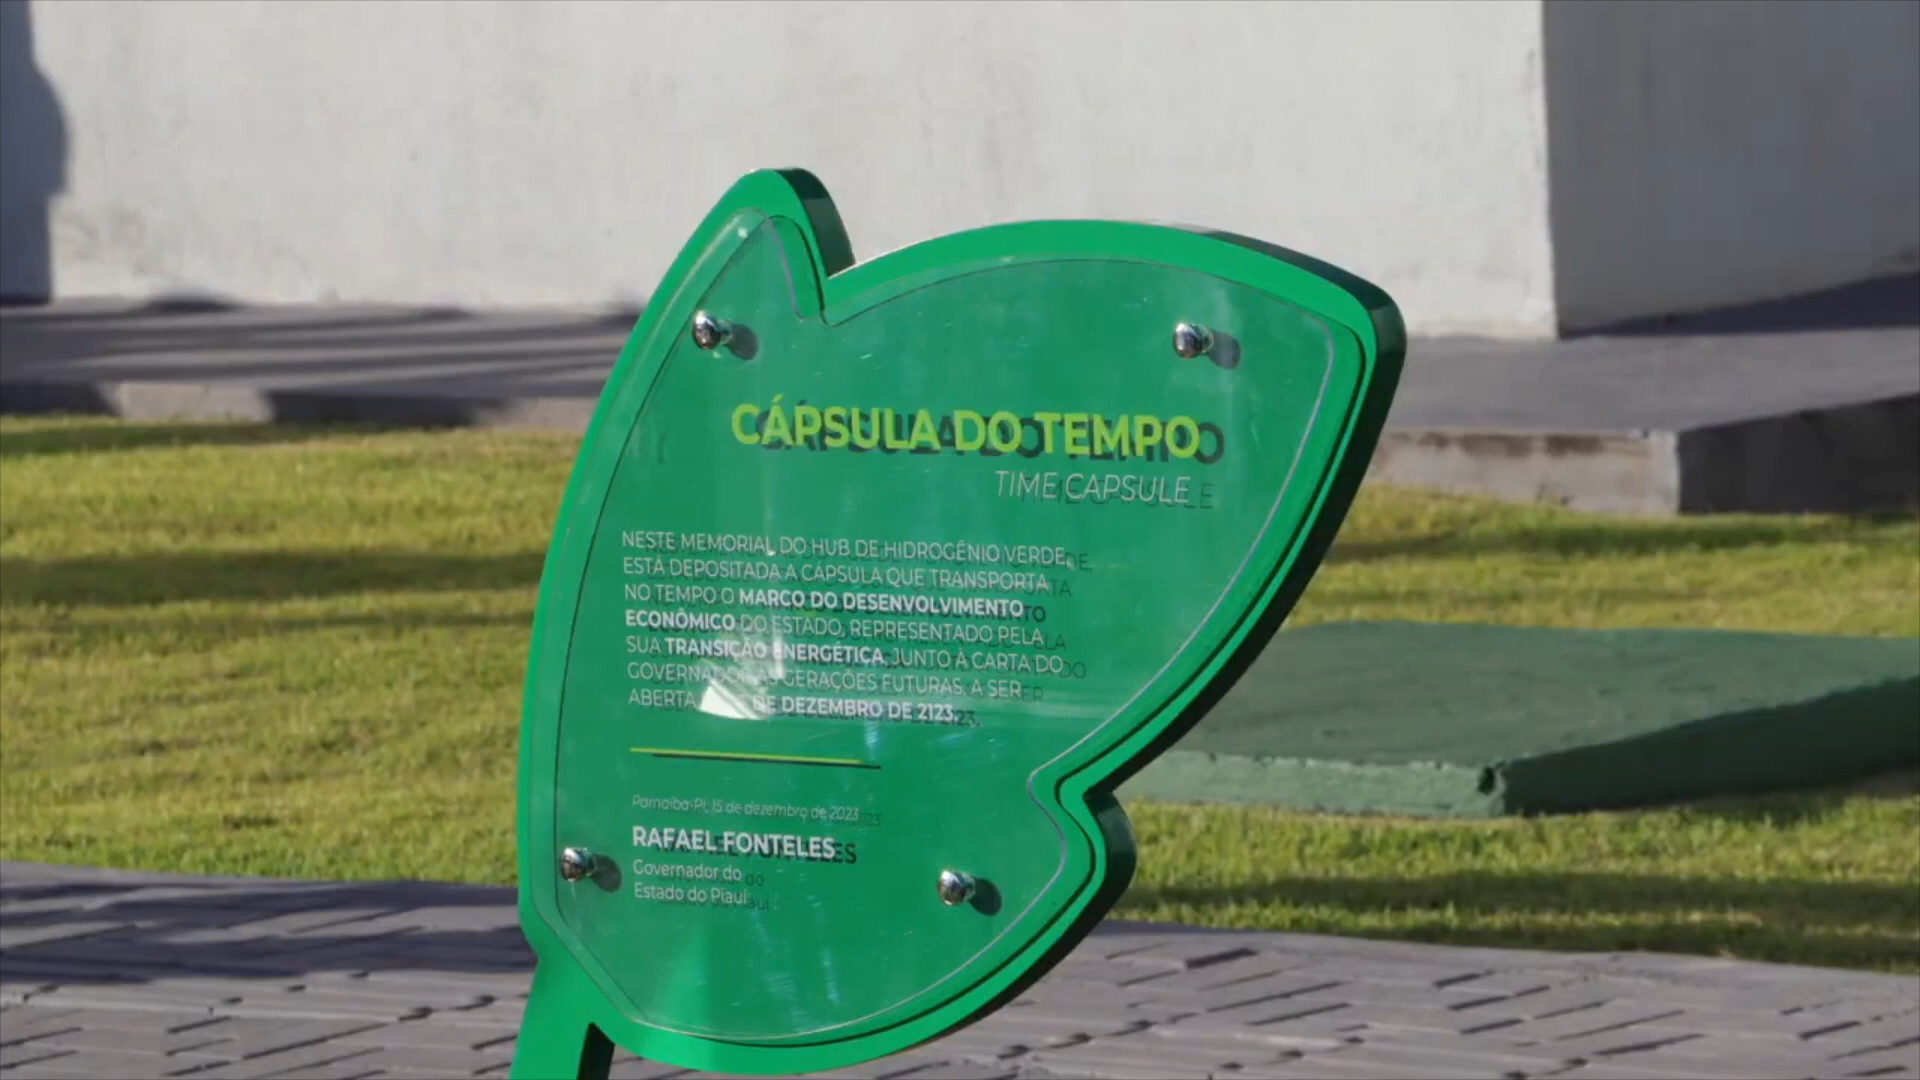 CÁPSULA DO TEMPO
TIME CAPSULE
NESTE MEMORIAL DO HUB DE HIDROGÊNIO VERDE,
ESTÁ DEPOSITADA A CÁPSULA QUE TRANSPORTA
NO TEMPO O MARCO DO DESENVOLVIMENTO
ECONÔMICO DO ESTADO, REPRESENTADO PELA
SUA TRANSIÇÃO ENERGÉTICA, JUNTO À CARTA DO
GOVERNADOR ÀS GERAÇÕES FUTURAS, A SER
ABERTA DE DEZEMBRO DE 2123.
Parnaíba-PI, 15 de dezembro de 2023
RAFAEL FONTELES
Governador do
Estado do Piauí